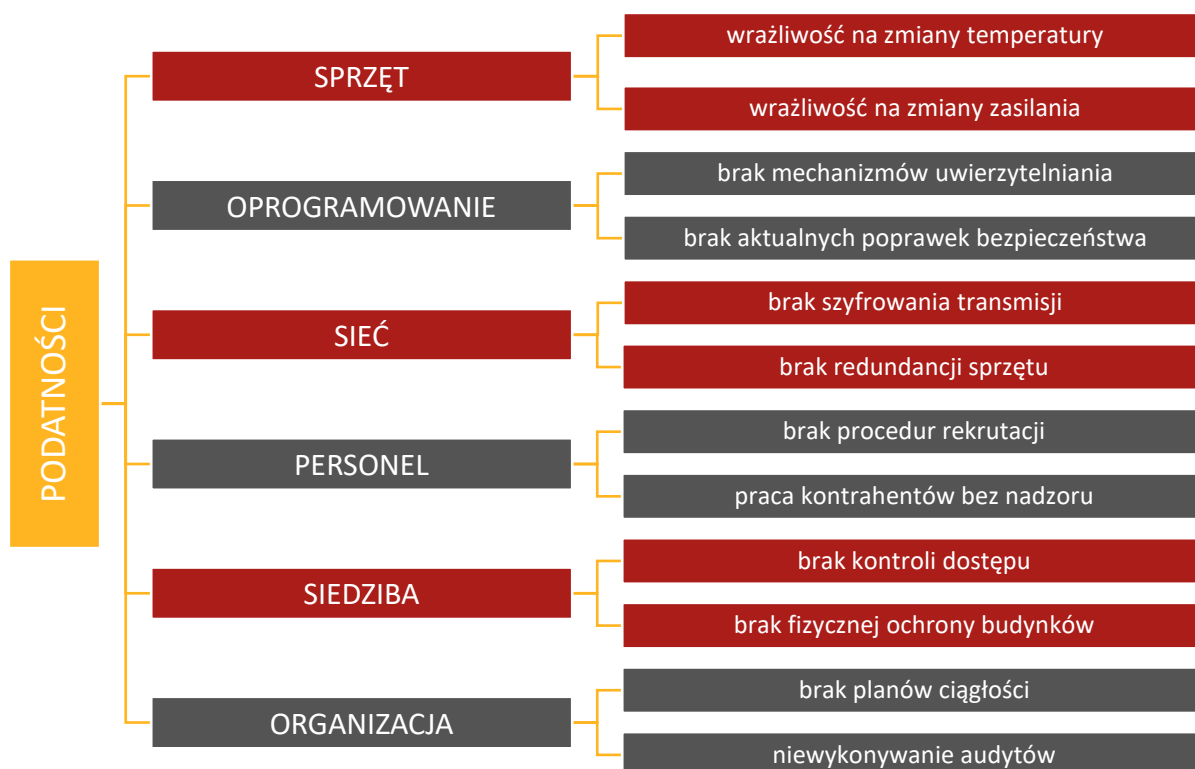 PODATNOŚCI
SPRZĘT
wrażliwość na zmiany temperatury
wrażliwość na zmiany zasilania
OPROGRAMOWANIE
brak mechanizmów uwierzytelniania
brak aktualnych poprawek bezpieczeństwa
SIEĆ
brak szyfrowania transmisji
brak redundancji sprzętu
PERSONEL
brak procedur rekrutacji
praca kontrahentów bez nadzoru
SIEDZIBA
brak kontroli dostępu
brak fizycznej ochrony budynków
ORGANIZACJA
brak planów ciągłości
niewykonywanie audytów